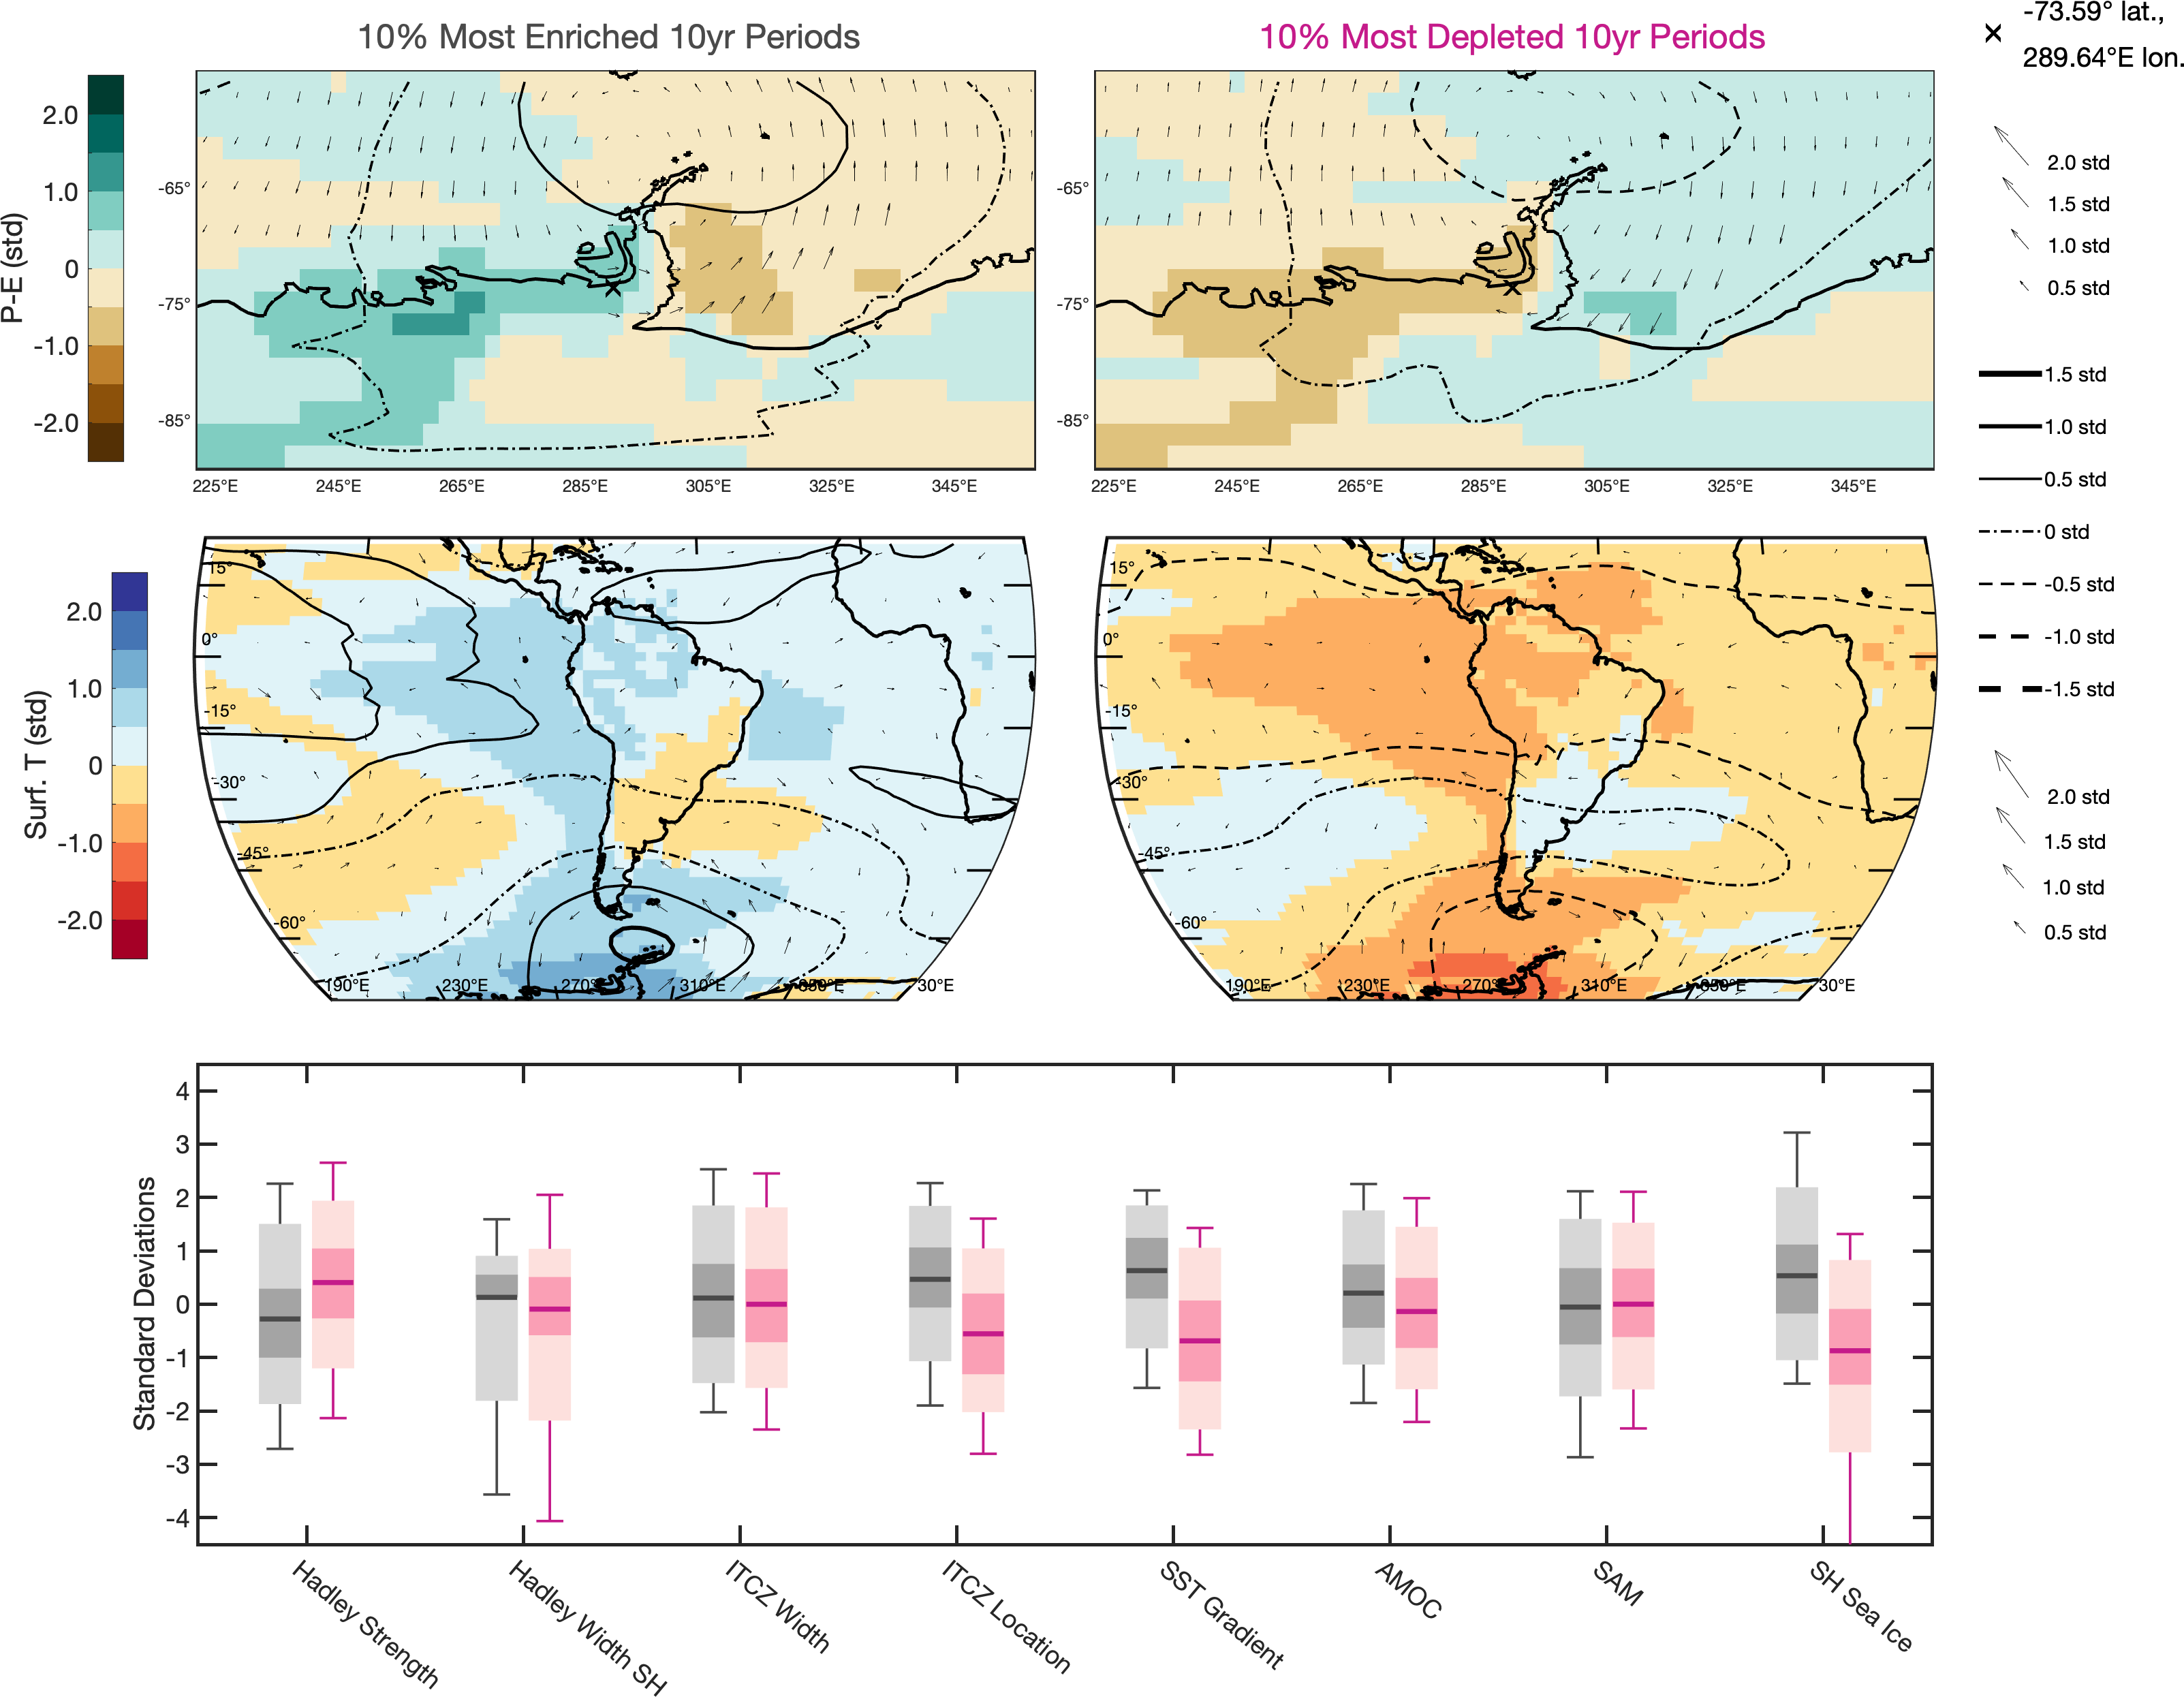 10% Most Enriched 10yr Periods
10% Most Depleted 10yr Periods
-73.59° lat.,
289.64°E lon.
P-E (std)
2.0
1.0
0
-1.0
-2.0
-65°
-75°
-85°
225°E 245°E 265°E 285°E 305°E 325°E 345°E
-65°
-75°
-85°
225°E 245°E 265°E 285°E 305°E 325°E 345°E
2.0 std
1.5 std
1.0 std
0.5 std
1.5 std
1.0 std
0.5 std
0 std
-0.5 std
-1.0 std
-1.5 std
Surf. T (std)
2.0
1.0
0
-1.0
-2.0
15°
0°
-15°
-30°
-45°
-60°
190°E 230°E 270°E 310°E 350°E 30°E
15°
0°
-15°
-30°
-45°
-60°
190°E 230°E 270°E 310°E 350°E 30°E
2.0 std
1.5 std
1.0 std
0.5 std
Standard Deviations
4
3
2
1
0
-1
-2
-3
-4
Hadley Strength
Hadley Width SH
ITCZ Width
ITCZ Location
SST Gradient
AMOC
SAM
SH Sea Ice